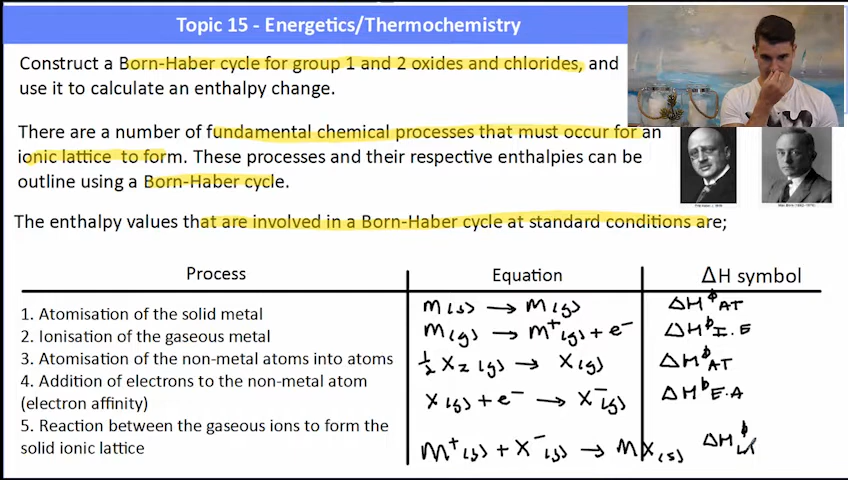 Topic 15 - Energetics/Thermochemistry
Construct a Born-Haber cycle for group 1 and 2 oxides and chlorides, and
use it to calculate an enthalpy change.
There are a number of fundamental chemical processes that must occur for an
ionic lattice to form. These processes and their respective enthalpies can be
outline using a Born-Haber cycle.
The enthalpy values that are involved in a Born-Haber cycle at standard conditions are;
Process Equation ΔH symbol
1. Atomisation of the solid metal M(s) → M(g) ΔH°AT
2. Ionisation of the gaseous metal M(g) → M⁺(g) + e⁻ ΔH°I.E
3. Atomisation of the non-metal atoms into atoms ½ X₂(g) → X(g) ΔH°AT
4. Addition of electrons to the non-metal atom
(electron affinity) X(g) + e⁻ → X⁻(g) ΔH°E.A
5. Reaction between the gaseous ions to form the
solid ionic lattice M⁺(g) + X⁻(g) → MX(s) ΔH°